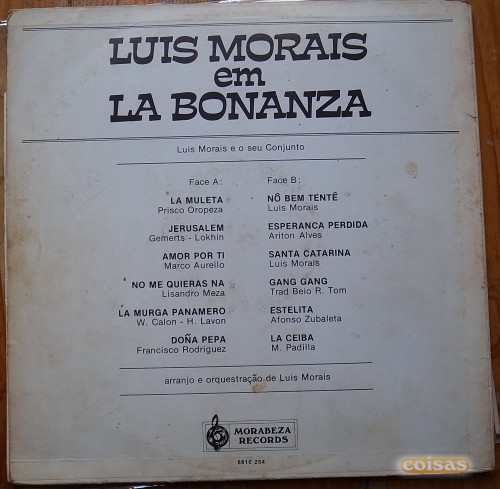 LUIS MORAIS
em
LA BONANZA
Luis Morais e o seu Conjunto
Face A:
LA MULETA
Prisco Oropeza
JERUSALEM
Gemerts - Lokhin
AMOR POR TI
Marco Aurello
NO ME QUIERAS NA
Lisandro Meza
LA MURGA PANAMERO
W. Calon - H. Lavon
DOÑA PEPA
Francisco Rodriguez
Face B:
NÔ BEM TENTÊ
Luis Morais
ESPERANCA PERDIDA
Ariton Alves
SANTA CATARINA
Luis Morais
GANG GANG
Trad Beio R. Tom
ESTELITA
Afonso Zubaleta
LA CEIBA
M. Padilla
arranjo e orquestração de Luis Morais
MORABEZA
RECORDS
6810 254
coisas